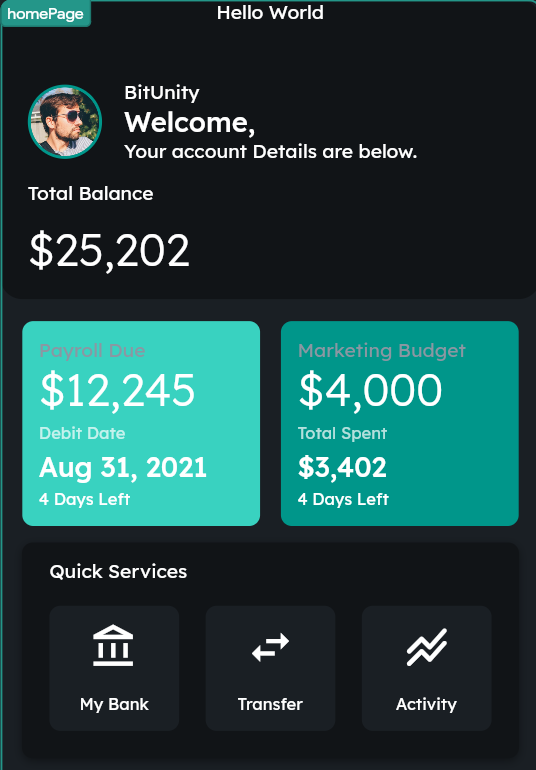 homePage
Hello World
BitUnity
Welcome,
Your account Details are below.
Total Balance
$25,202
Payroll Due
$12,245
Debit Date
Aug 31, 2021
4 Days Left
Marketing Budget
$4,000
Total Spent
$3,402
4 Days Left
Quick Services
My Bank
Transfer
Activity